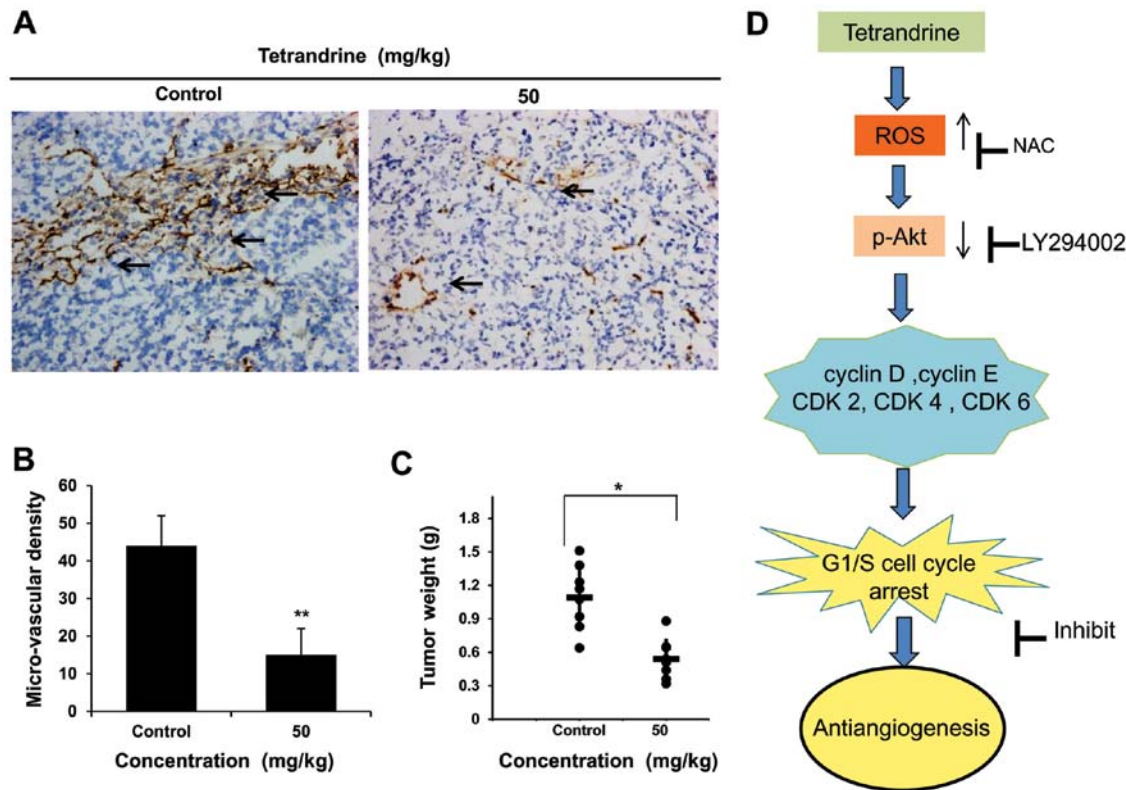 A
Tetrandrine (mg/kg)
Control
50
B
Micro-vascular density
60
50
40
30
20
10
0
**
Control
50
Concentration (mg/kg)
C
Tumor weight (g)
1.8
1.5
1.2
0.9
0.6
0.3
0
*
Control
50
Concentration (mg/kg)
D
Tetrandrine
ROS
NAC
p-Akt
LY294002
cyclin D ,cyclin E
CDK 2, CDK 4 , CDK 6
G1/S cell cycle
arrest
Inhibit
Antiangiogenesis